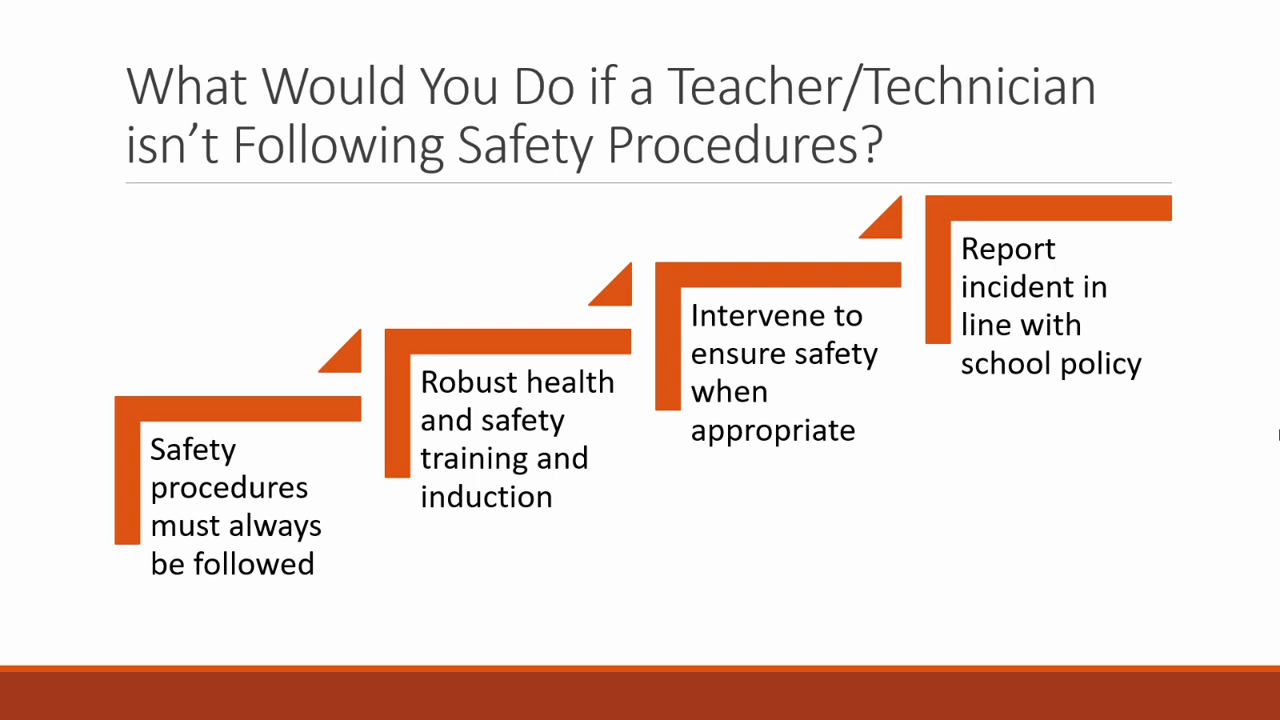 What Would You Do if a Teacher/Technician
isn’t Following Safety Procedures?
Safety
procedures
must always
be followed
Robust health
and safety
training and
induction
Intervene to
ensure safety
when
appropriate
Report
incident in
line with
school policy